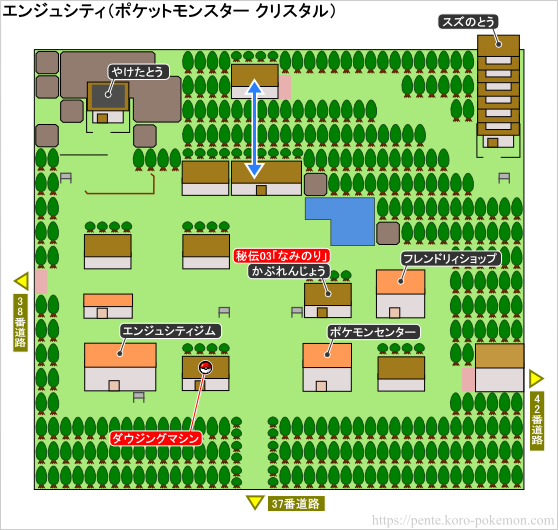 エンジュシティ(ポケットモンスター クリスタル)
スズのとう
やけたとう
秘伝03「なみのり」
かぶれんじょう
フレンドリィショップ
38番道路
エンジュシティジム
ポケモンセンター
42番道路
ダウジングマシン
37番道路
https://pente.koro-pokemon.com/